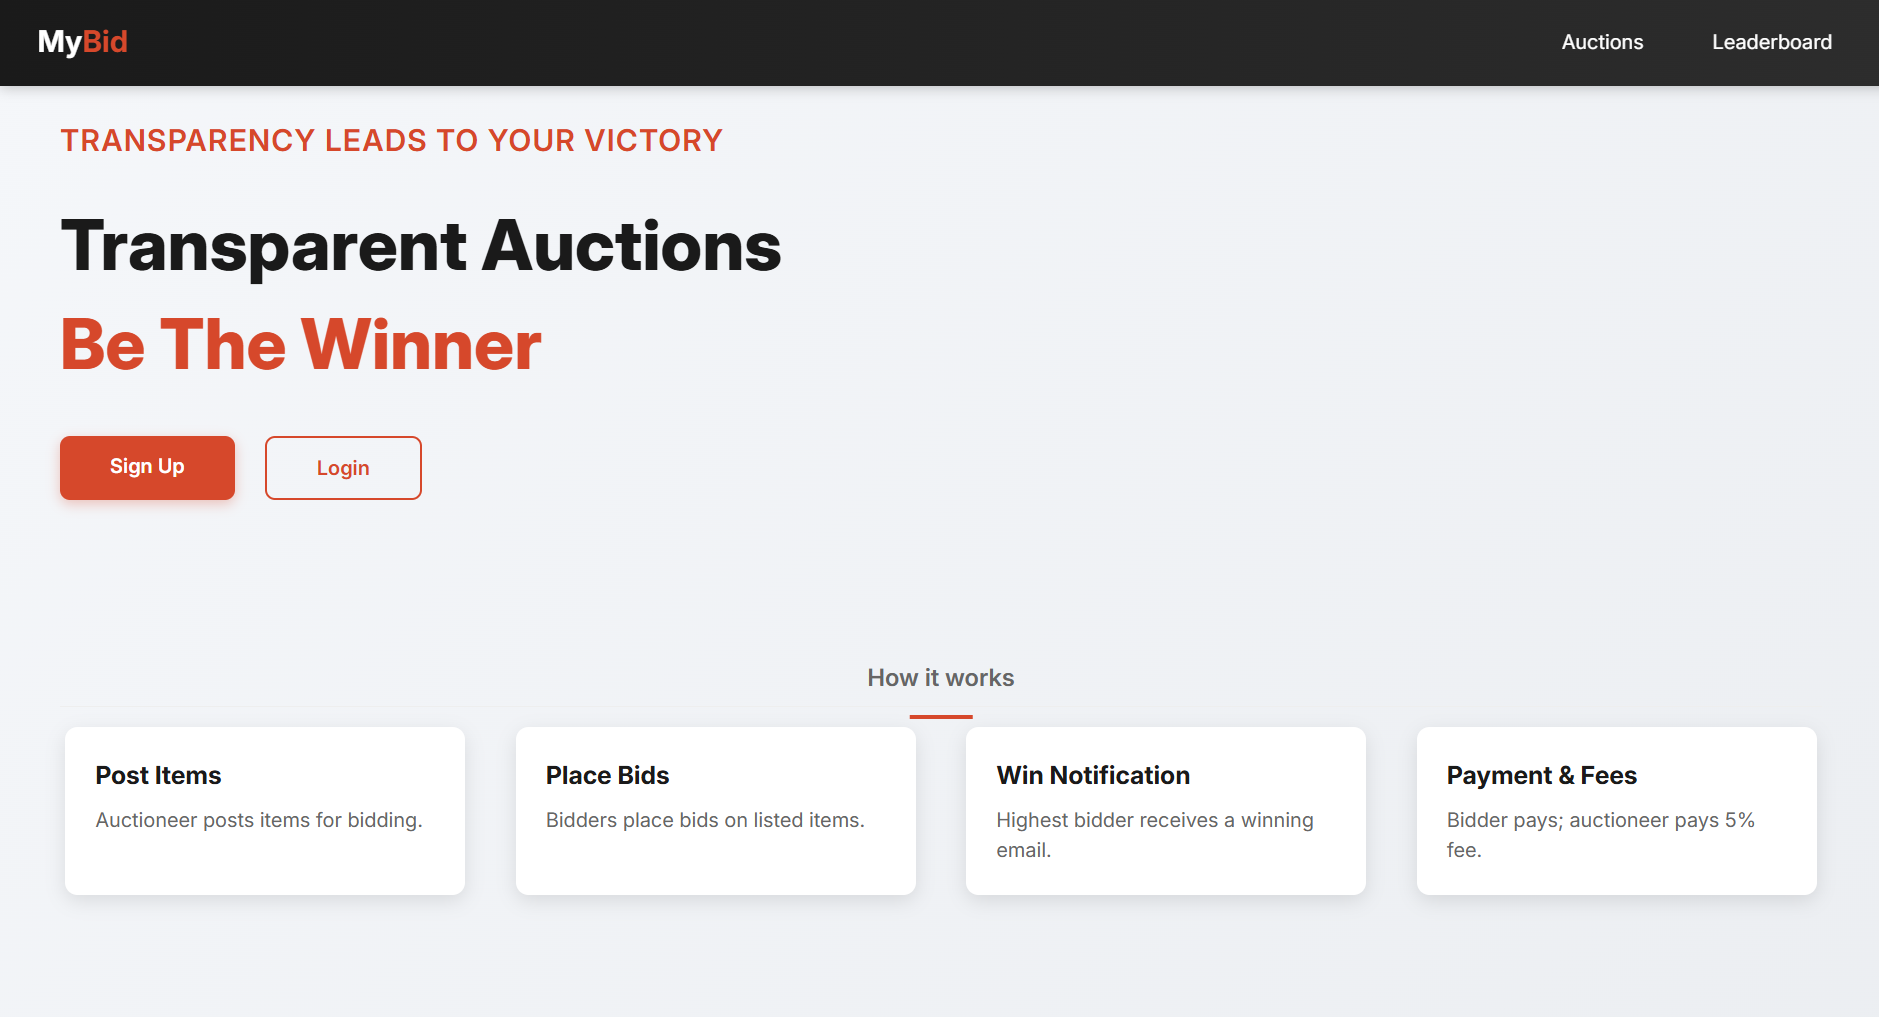 MyBid
Auctions
Leaderboard
TRANSPARENCY LEADS TO YOUR VICTORY
Transparent Auctions
Be The Winner
Sign Up
Login
How it works
Post Items
Auctioneer posts items for bidding.
Place Bids
Bidders place bids on listed items.
Win Notification
Highest bidder receives a winning
email.
Payment & Fees
Bidder pays; auctioneer pays 5%
fee.